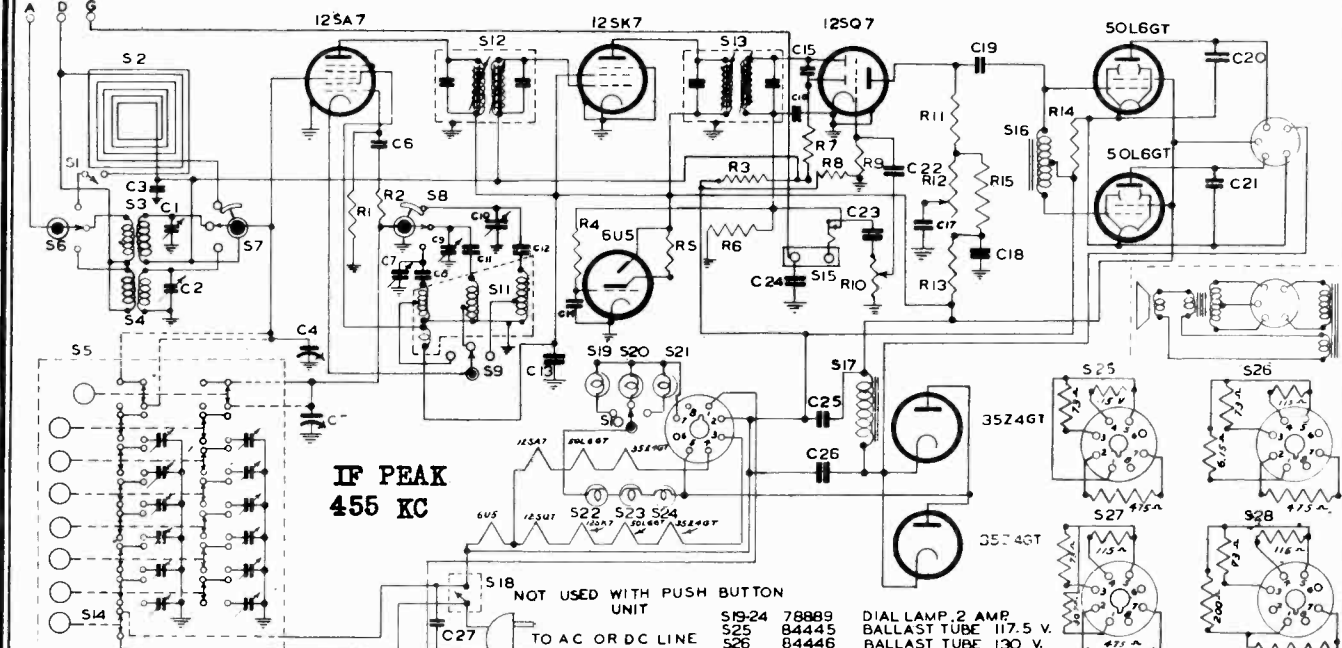 A D G
12SA7
12SK7
12SQ7
50L6GT
S2
S12
S13
C15
C19
C20
C6
R7
R11
R14
S16
S1
C3
S3
C1
R1
R2
S8
R3
R8
R9
C22
R12
R15
50L6GT
C21
S6
S7
C10
C9
C12
C11
R4
6U5
R5
R6
C23
C17
C18
C7
C8
S11
C2
S4
C24
S15
R10
R13
C4
S9
C13
S19 S20 S21
S17
S25
S26
S5
C25
35Z4GT
12SA7
50L6GT
35Z4GT
C26
IF PEAK
455 KC
S22 S23 S24
6U5
12SQ7
12SK7
50L6GT
35Z4GT
35Z4GT
S27
S28
S14
S18
NOT USED WITH PUSH BUTTON
UNIT
C27
TO AC OR DC LINE
S19-24 78889 DIAL LAMP .2 AMP.
S25 84445 BALLAST TUBE 117.5 V.
S26 84446 BALLAST TUBE 130 V.